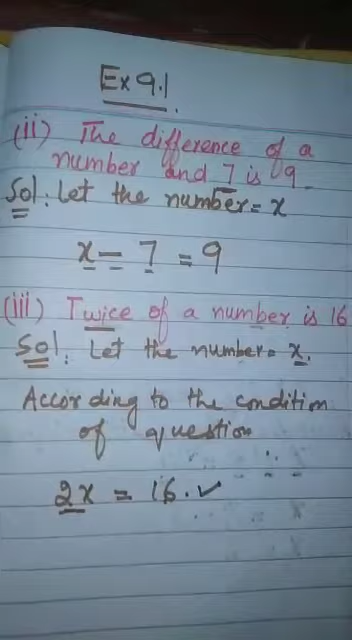 Ex 9.1
(ii) The difference of a
number and 7 is 9.
Sol: Let the number = x
x - 7 = 9
(iii) Twice of a number is 16
Sol: Let the number = x.
According to the condition
of question
2x = 16. ✓